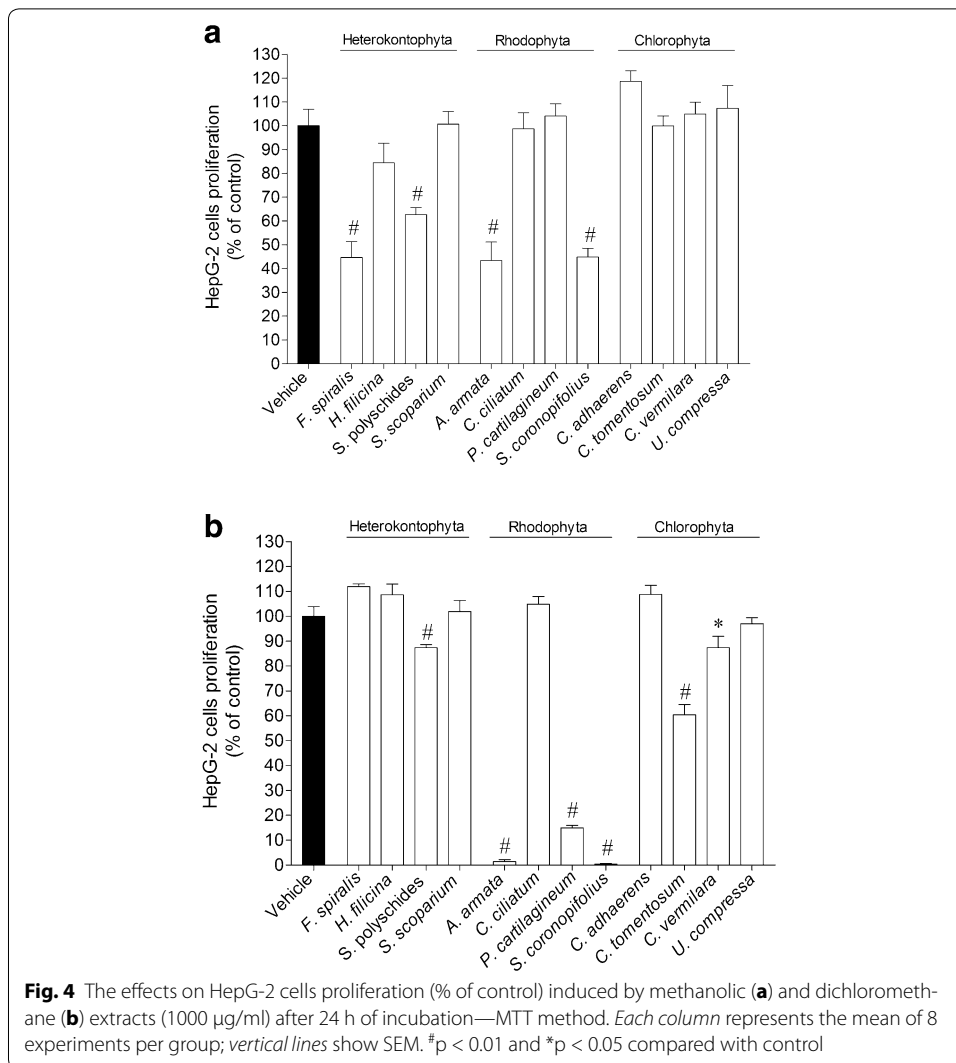 a
Heterokontophyta Rhodophyta Chlorophyta
HepG-2 cells proliferation
(% of control)
130
120
110
100
90
80
70
60
50
40
30
20
10
0
# # # #
Vehicle
F. spiralis
H. filicina
S. polyschides
S. scoparium
A. armata
C. ciliatum
P. cartilagineum
S. coronopifolius
C. adhaerens
C. tomentosum
C. vermilara
U. compressa
b
Heterokontophyta Rhodophyta Chlorophyta
HepG-2 cells proliferation
(% of control)
130
120
110
100
90
80
70
60
50
40
30
20
10
0
# # # # # *
Vehicle
F. spiralis
H. filicina
S. polyschides
S. scoparium
A. armata
C. ciliatum
P. cartilagineum
S. coronopifolius
C. adhaerens
C. tomentosum
C. vermilara
U. compressa
Fig. 4 The effects on HepG-2 cells proliferation (% of control) induced by methanolic (a) and dichlorometh-
ane (b) extracts (1000 µg/ml) after 24 h of incubation—MTT method. Each column represents the mean of 8
experiments per group; vertical lines show SEM. #p < 0.01 and *p < 0.05 compared with control